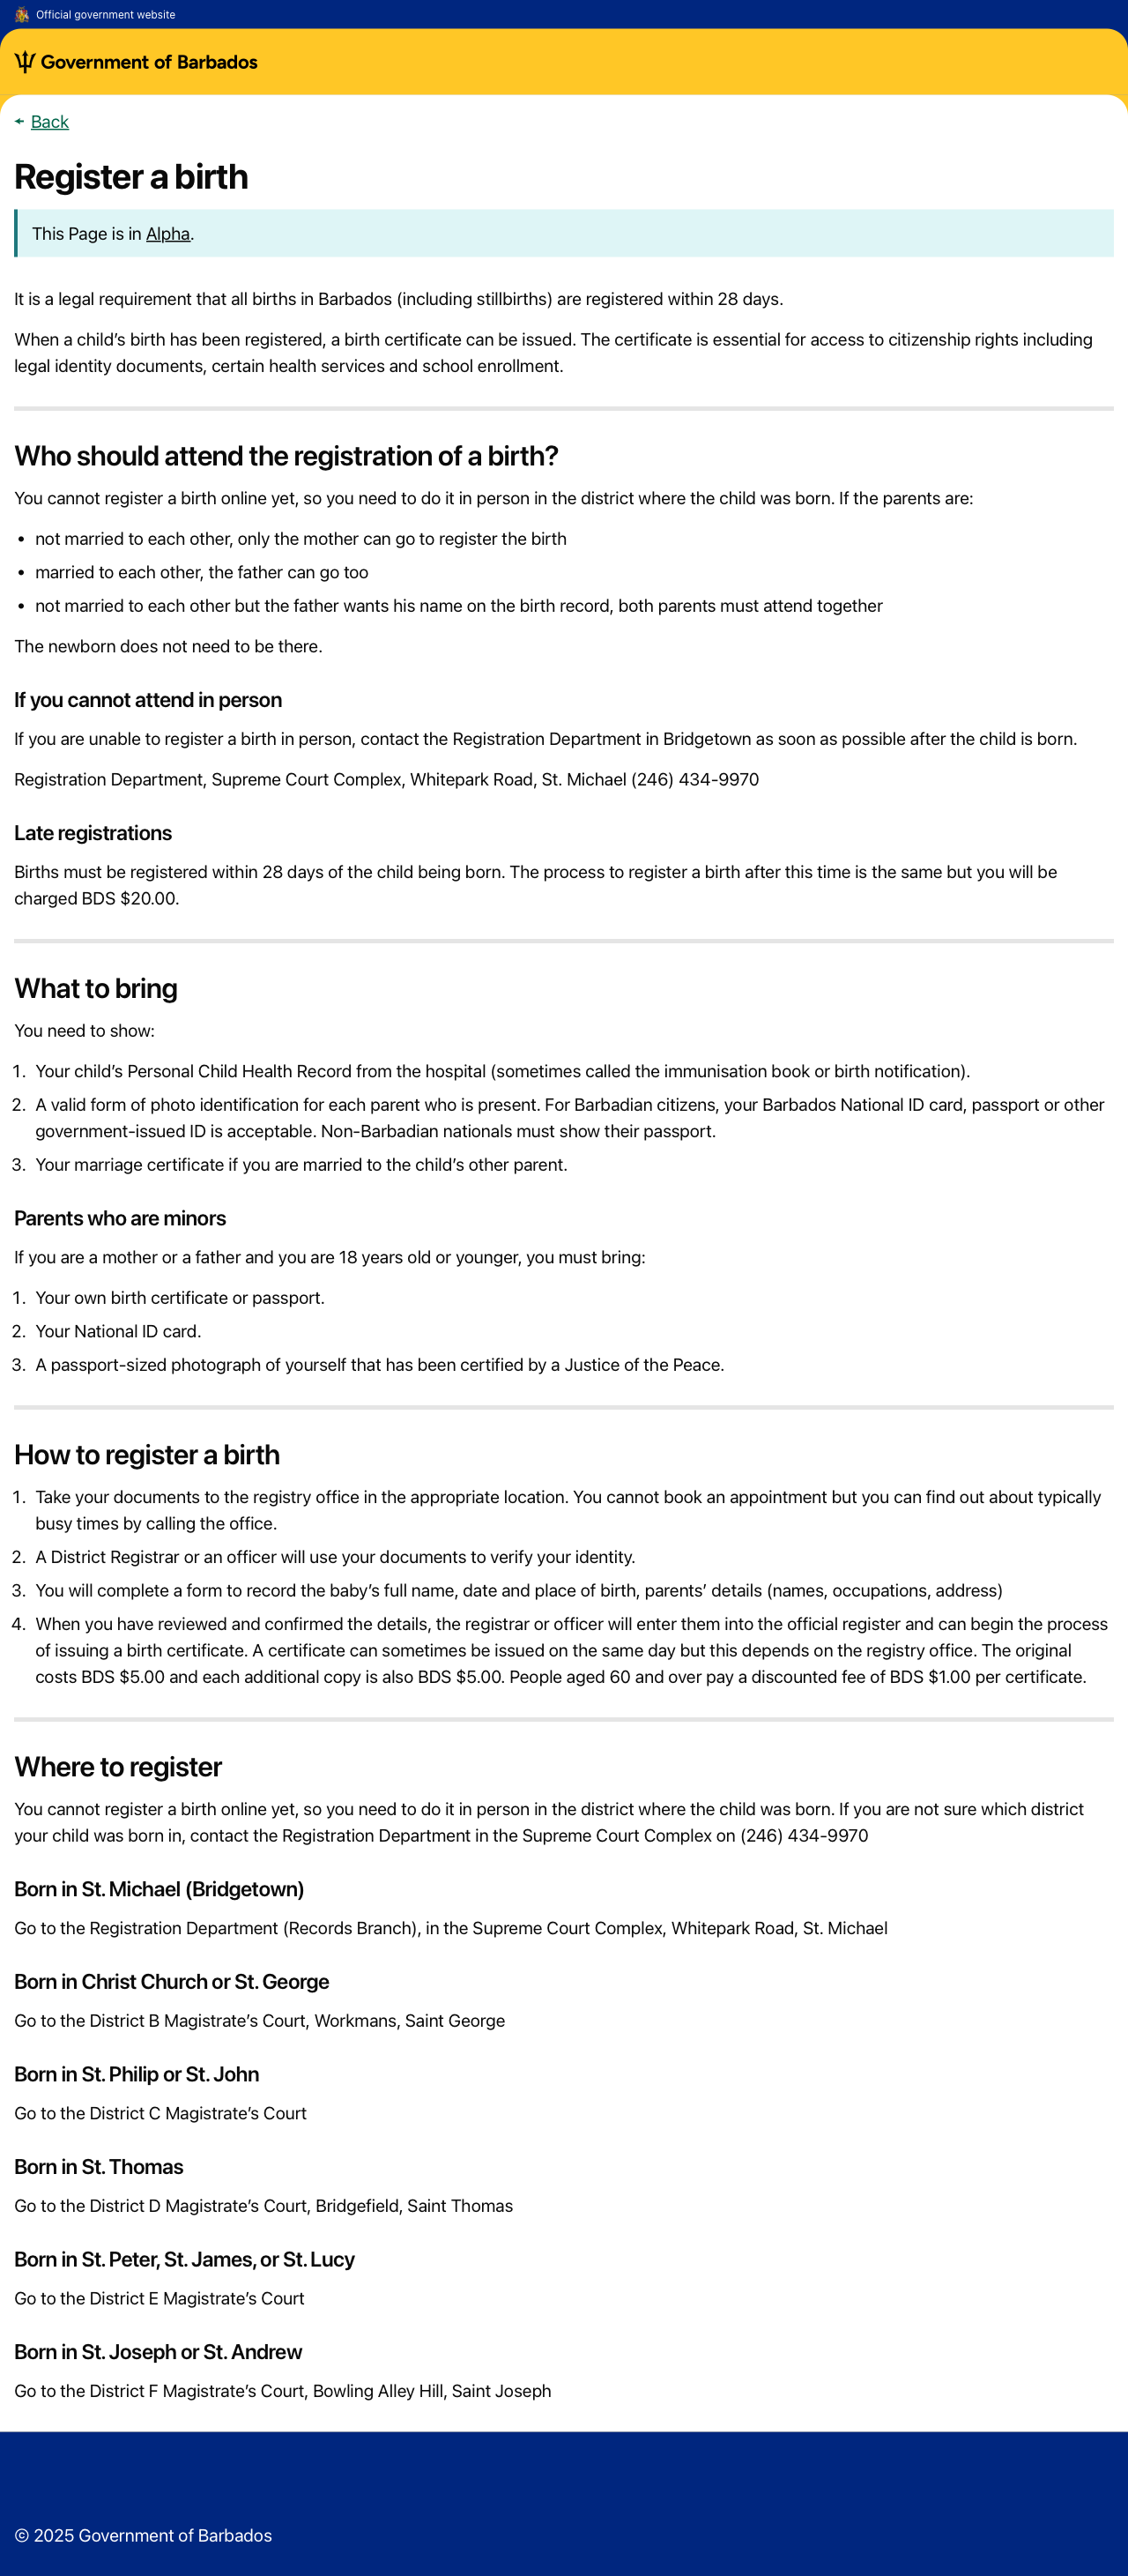 Official government website
Government of Barbados
Back
Register a birth
This Page is in Alpha.
It is a legal requirement that all births in Barbados (including stillbirths) are registered within 28 days.
When a child’s birth has been registered, a birth certificate can be issued. The certificate is essential for access to citizenship rights including
legal identity documents, certain health services and school enrollment.
Who should attend the registration of a birth?
You cannot register a birth online yet, so you need to do it in person in the district where the child was born. If the parents are:
• not married to each other, only the mother can go to register the birth
• married to each other, the father can go too
• not married to each other but the father wants his name on the birth record, both parents must attend together
The newborn does not need to be there.
If you cannot attend in person
If you are unable to register a birth in person, contact the Registration Department in Bridgetown as soon as possible after the child is born.
Registration Department, Supreme Court Complex, Whitepark Road, St. Michael (246) 434-9970
Late registrations
Births must be registered within 28 days of the child being born. The process to register a birth after this time is the same but you will be
charged BDS $20.00.
What to bring
You need to show:
1. Your child’s Personal Child Health Record from the hospital (sometimes called the immunisation book or birth notification).
2. A valid form of photo identification for each parent who is present. For Barbadian citizens, your Barbados National ID card, passport or other
government-issued ID is acceptable. Non-Barbadian nationals must show their passport.
3. Your marriage certificate if you are married to the child’s other parent.
Parents who are minors
If you are a mother or a father and you are 18 years old or younger, you must bring:
1. Your own birth certificate or passport.
2. Your National ID card.
3. A passport-sized photograph of yourself that has been certified by a Justice of the Peace.
How to register a birth
1. Take your documents to the registry office in the appropriate location. You cannot book an appointment but you can find out about typically
busy times by calling the office.
2. A District Registrar or an officer will use your documents to verify your identity.
3. You will complete a form to record the baby’s full name, date and place of birth, parents’ details (names, occupations, address)
4. When you have reviewed and confirmed the details, the registrar or officer will enter them into the official register and can begin the process
of issuing a birth certificate. A certificate can sometimes be issued on the same day but this depends on the registry office. The original
costs BDS $5.00 and each additional copy is also BDS $5.00. People aged 60 and over pay a discounted fee of BDS $1.00 per certificate.
Where to register
You cannot register a birth online yet, so you need to do it in person in the district where the child was born. If you are not sure which district
your child was born in, contact the Registration Department in the Supreme Court Complex on (246) 434-9970
Born in St. Michael (Bridgetown)
Go to the Registration Department (Records Branch), in the Supreme Court Complex, Whitepark Road, St. Michael
Born in Christ Church or St. George
Go to the District B Magistrate’s Court, Workmans, Saint George
Born in St. Philip or St. John
Go to the District C Magistrate’s Court
Born in St. Thomas
Go to the District D Magistrate’s Court, Bridgefield, Saint Thomas
Born in St. Peter, St. James, or St. Lucy
Go to the District E Magistrate’s Court
Born in St. Joseph or St. Andrew
Go to the District F Magistrate’s Court, Bowling Alley Hill, Saint Joseph
© 2025 Government of Barbados